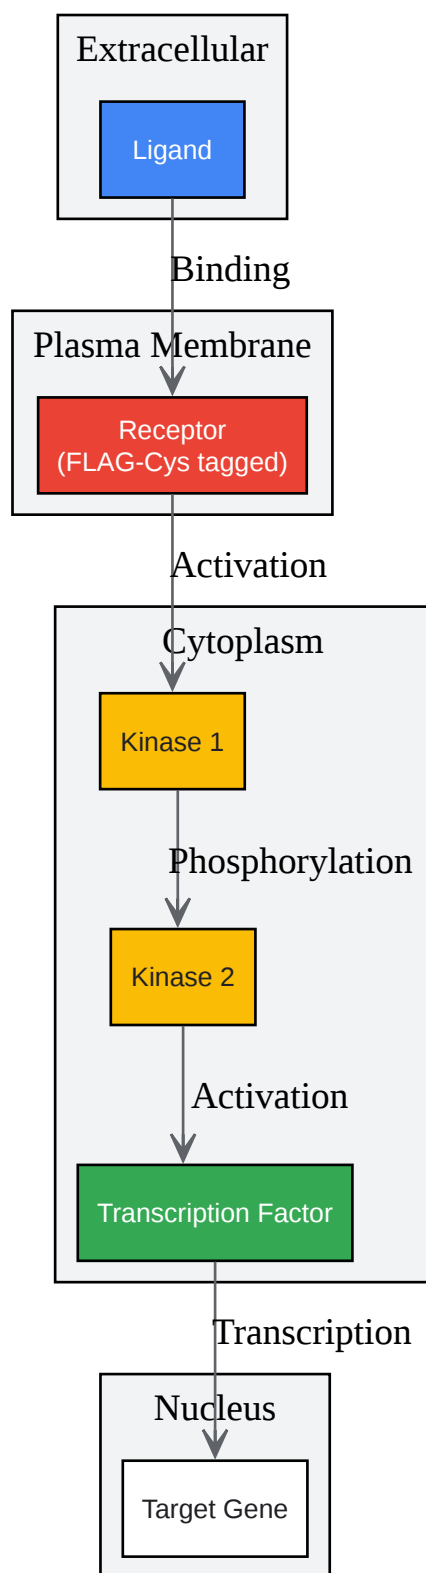 Extracellular
Ligand
Binding
Plasma Membrane
Receptor
(FLAG-Cys tagged)
Activation
Cytoplasm
Kinase 1
Phosphorylation
Kinase 2
Activation
Transcription Factor
Transcription
Nucleus
Target Gene